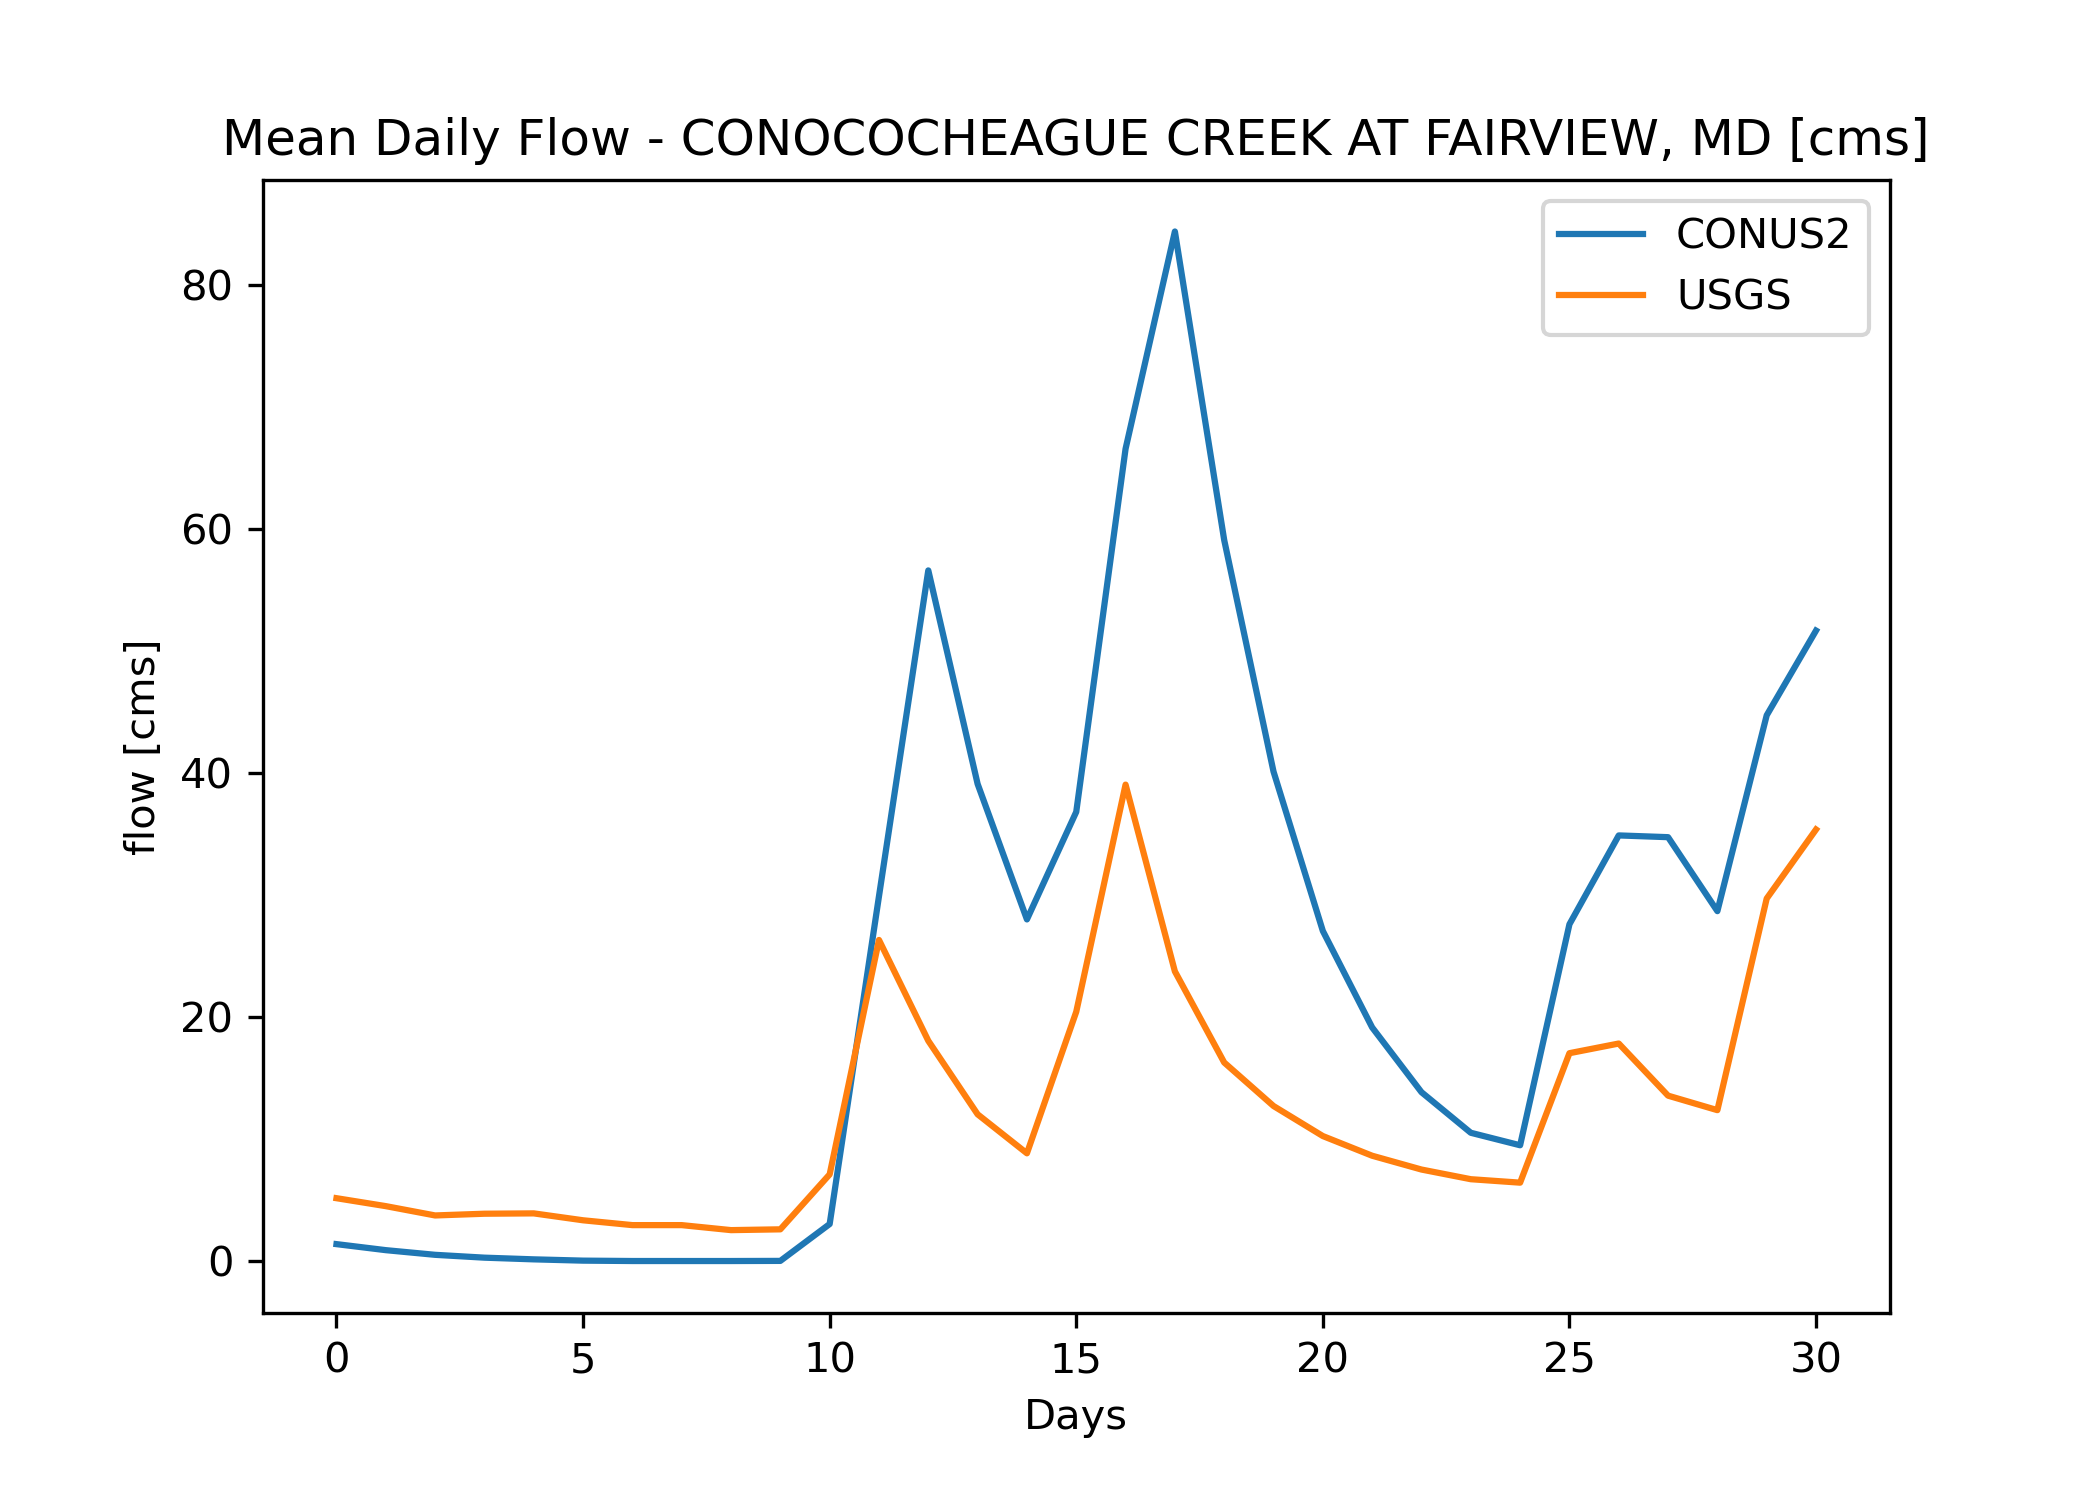 Mean Daily Flow - CONOCOCHEAGUE CREEK AT FAIRVIEW, MD [cms]
CONUS2
USGS
80
60
40
20
0
flow [cms]
0 5 10 15 20 25 30
Days